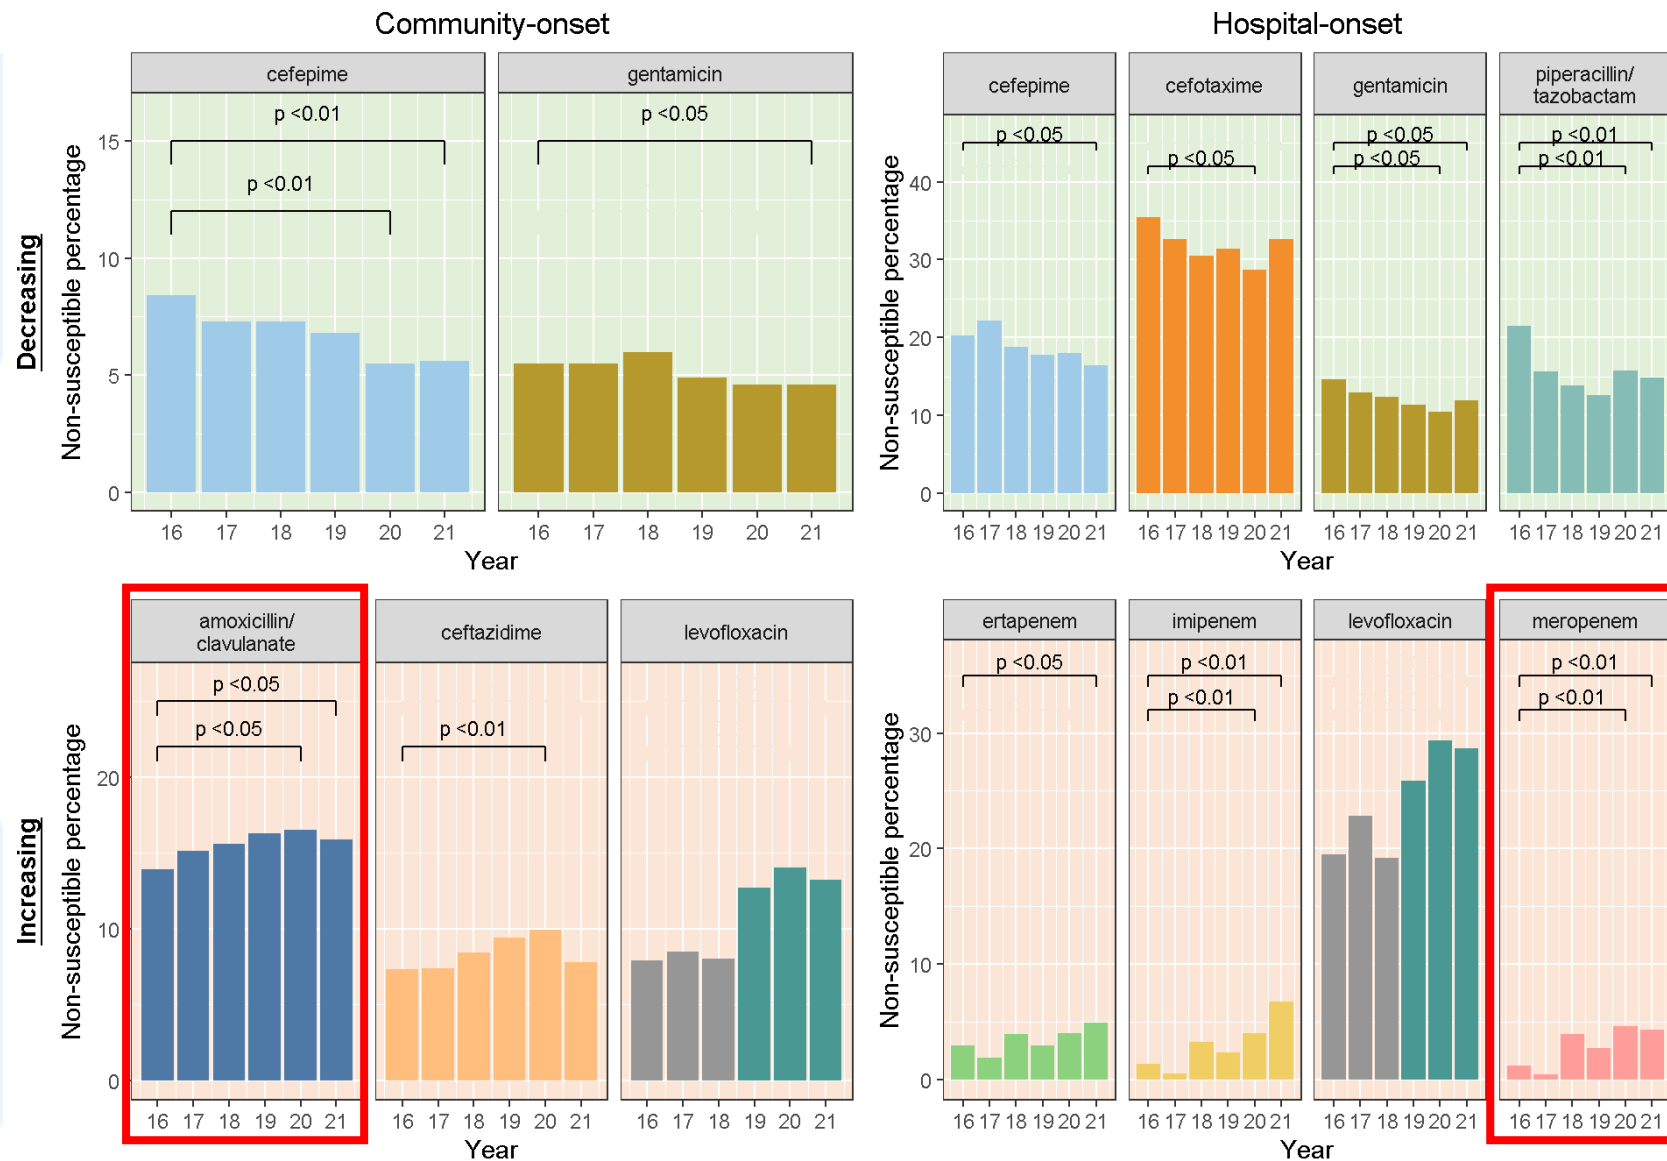 Community-onset
Hospital-onset
Decreasing
Non-susceptible percentage
cefepime
gentamicin
p <0.01
p <0.05
p <0.01
15
10
5
0
16 17 18 19 20 21
16 17 18 19 20 21
Year
Non-susceptible percentage
cefepime
cefotaxime
gentamicin
piperacillin/
tazobactam
p <0.05
p <0.05
p <0.05
p <0.05
p <0.01
p <0.01
40
30
20
10
0
16 17 18 19 20 21
16 17 18 19 20 21
16 17 18 19 20 21
16 17 18 19 20 21
Year
Increasing
Non-susceptible percentage
amoxicillin/
clavulanate
ceftazidime
levofloxacin
p <0.05
p <0.05
p <0.01
20
10
0
16 17 18 19 20 21
16 17 18 19 20 21
16 17 18 19 20 21
Year
Non-susceptible percentage
ertapenem
imipenem
levofloxacin
meropenem
p <0.05
p <0.01
p <0.01
p <0.01
p <0.01
30
20
10
0
16 17 18 19 20 21
16 17 18 19 20 21
16 17 18 19 20 21
16 17 18 19 20 21
Year